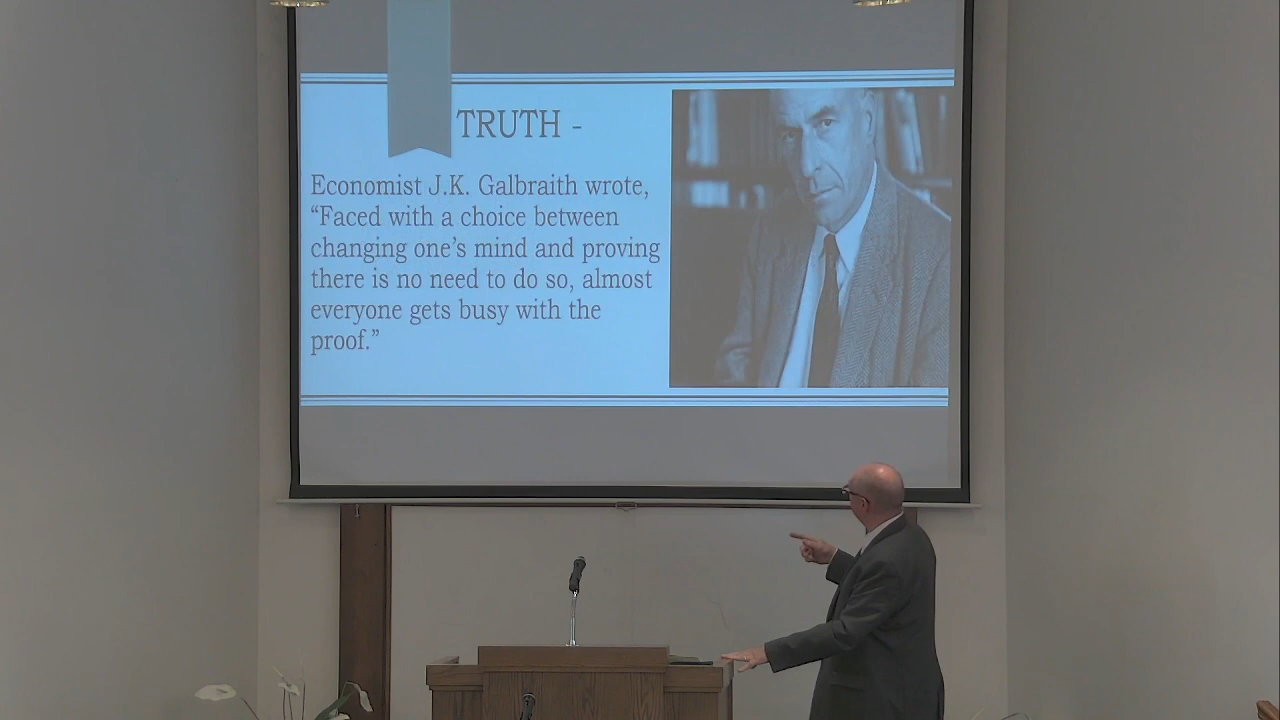 TRUTH -
Economist J.K. Galbraith wrote,
“Faced with a choice between
changing one’s mind and proving
there is no need to do so, almost
everyone gets busy with the
proof.”